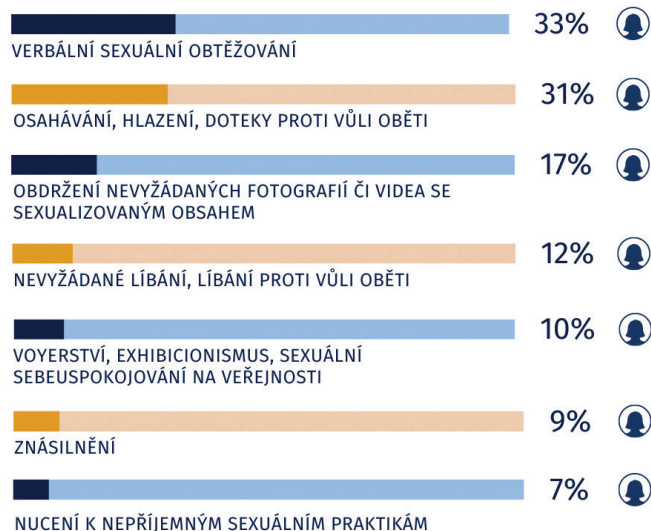 33%
VERBÁLNÍ SEXUÁLNÍ OBTĚŽOVÁNÍ
31%
OSAHÁVÁNÍ, HLAZENÍ, DOTEKY PROTI VŮLI OBĚTI
17%
OBDRŽENÍ NEVYŽÁDANÝCH FOTOGRAFIÍ ČI VIDEA SE
SEXUALIZOVANÝM OBSAHEM
12%
NEVYŽÁDANÉ LÍBÁNÍ, LÍBÁNÍ PROTI VŮLI OBĚTI
10%
VOYERSTVÍ, EXHIBICIONISMUS, SEXUÁLNÍ
SEBEUSPOKOJOVÁNÍ NA VEŘEJNOSTI
9%
ZNÁSILNĚNÍ
7%
NUCENÍ K NEPŘÍJEMNÝM SEXUÁLNÍM PRAKTIKÁM